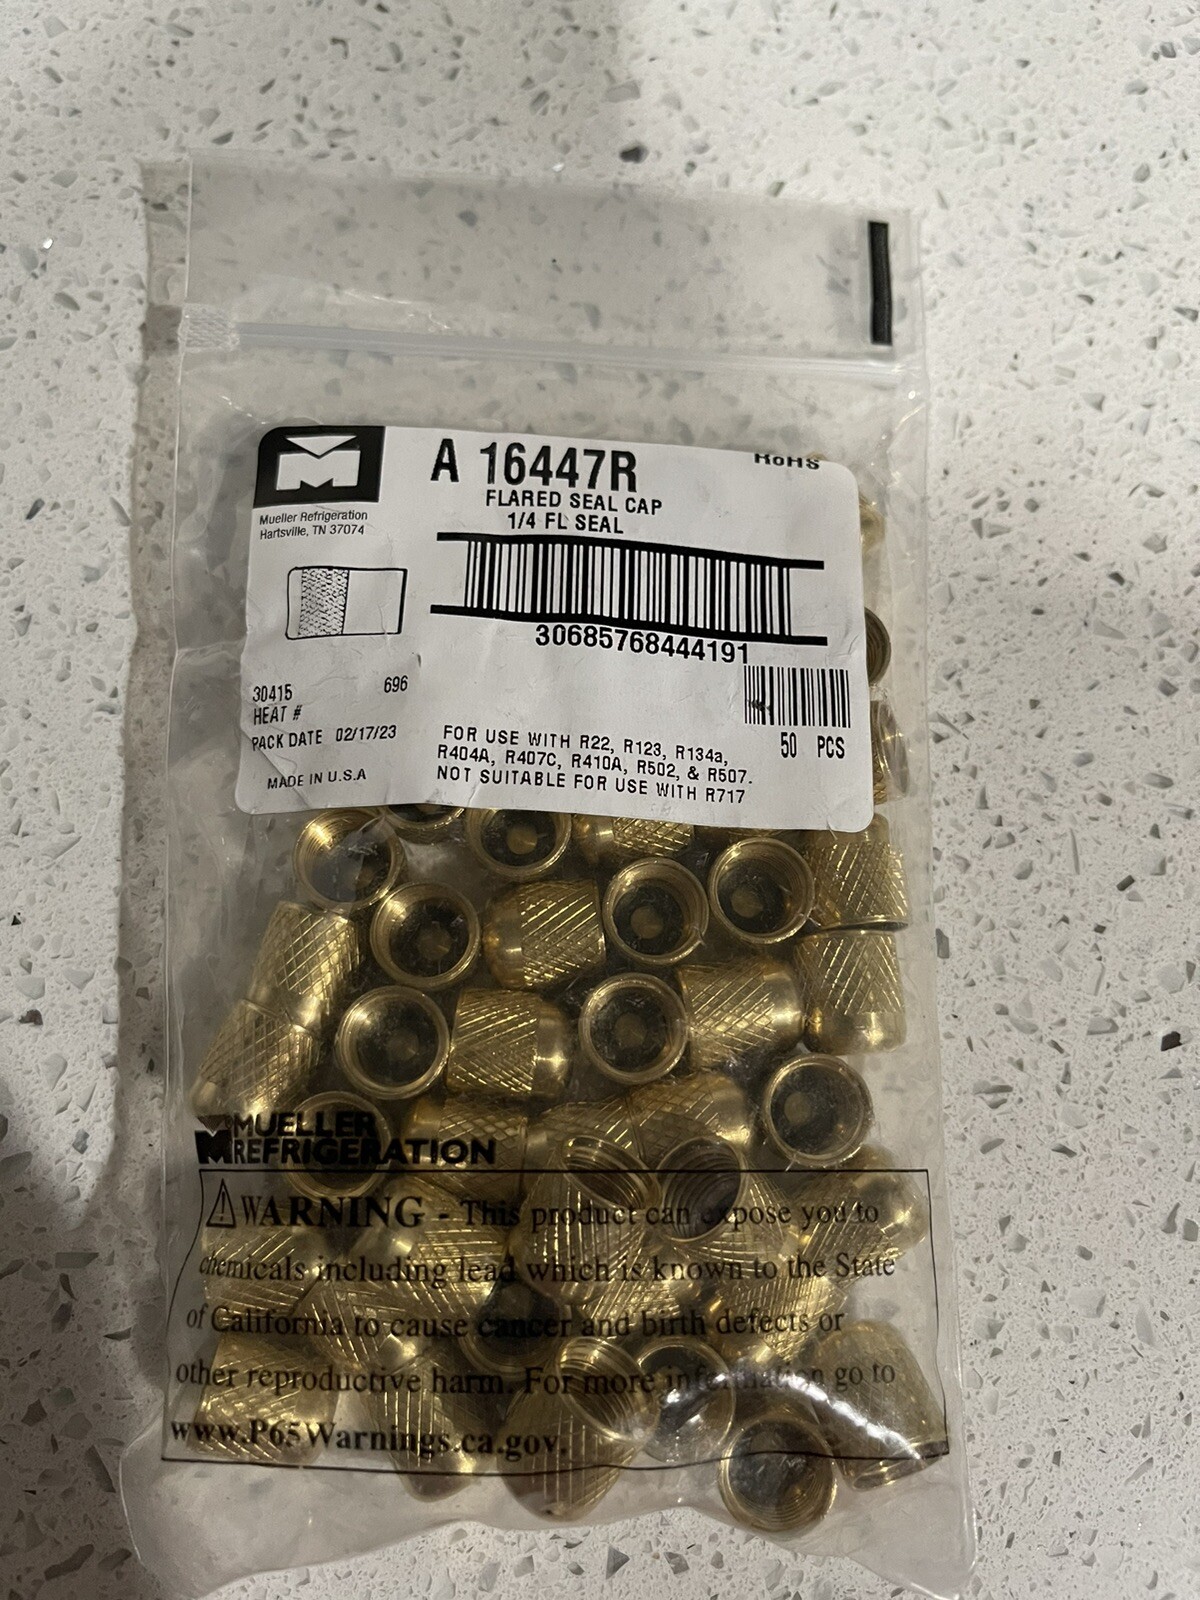 A 16447R
RoHS
FLARED SEAL CAP
1/4 FL SEAL
Mueller Refrigeration
Hartsville, TN 37074
30685768444191
30415 696
HEAT #
PACK DATE 02/17/23
MADE IN U.S.A
50 PCS
FOR USE WITH R22, R123, R134a,
R404A, R407C, R410A, R502, & R507.
NOT SUITABLE FOR USE WITH R717
MUELLER
REFRIGERATION
⚠WARNING - This product can expose you to
chemicals including lead which is known to the State
of California to cause cancer and birth defects or
other reproductive harm. For more information go to
www.P65Warnings.ca.gov.